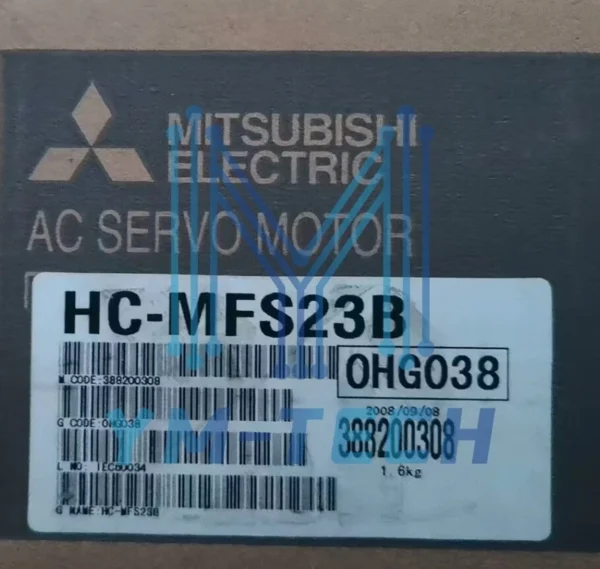 MITSUBISHI
ELECTRIC
AC SERVO MOTOR
HC-MFS23B
M CODE:388200308
OHG038
G CODE:OHG038
2008/09/08
YM-TECH
388200308
L NO: IEC60034
1.6kg
G NAME:HC-MFS23B